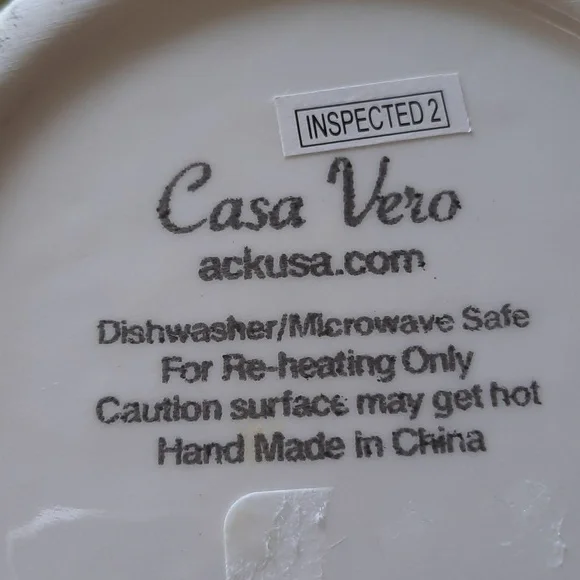 INSPECTED 2
Casa Vero
ackusa.com
Dishwasher/Microwave Safe
For Re-heating Only
Caution surface may get hot
Hand Made in China